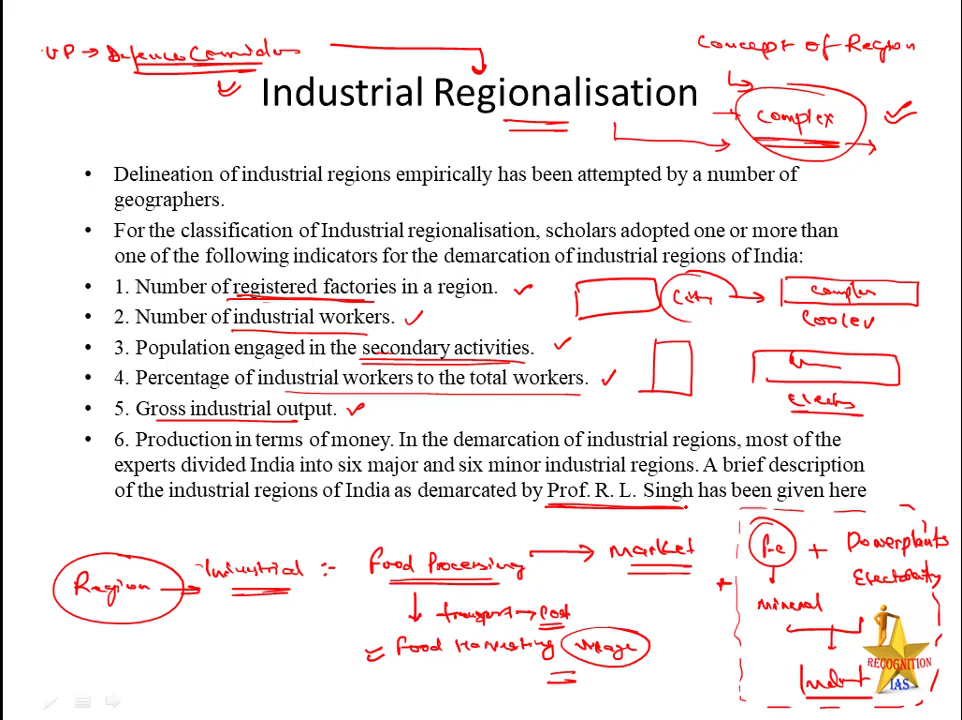 UP → Defence Corridor
Concept of Region
Industrial Regionalisation
Complex
• Delineation of industrial regions empirically has been attempted by a number of
geographers.
• For the classification of Industrial regionalisation, scholars adopted one or more than
one of the following indicators for the demarcation of industrial regions of India:
• 1. Number of registered factories in a region.
City
complex
Cooler
• 2. Number of industrial workers.
• 3. Population engaged in the secondary activities.
• 4. Percentage of industrial workers to the total workers.
• 5. Gross industrial output.
• 6. Production in terms of money. In the demarcation of industrial regions, most of the
experts divided India into six major and six minor industrial regions. A brief description
of the industrial regions of India as demarcated by Prof. R. L. Singh has been given here
Region → Industrial :- Food Processing → market
transport → Cost
Food Harvesting village
+ Powerplants
Electricity
mineral
RECOGNITION
IAS